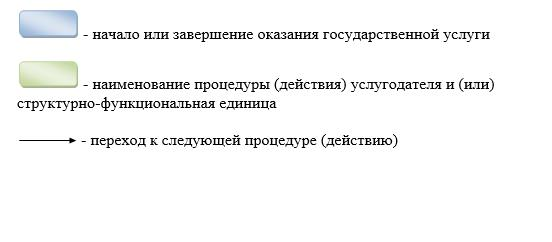 - начало или завершение оказания государственной услуги
- наименование процедуры (действия) услугодателя и (или)
структурно-функциональная единица
- переход к следующей процедуре (действию)